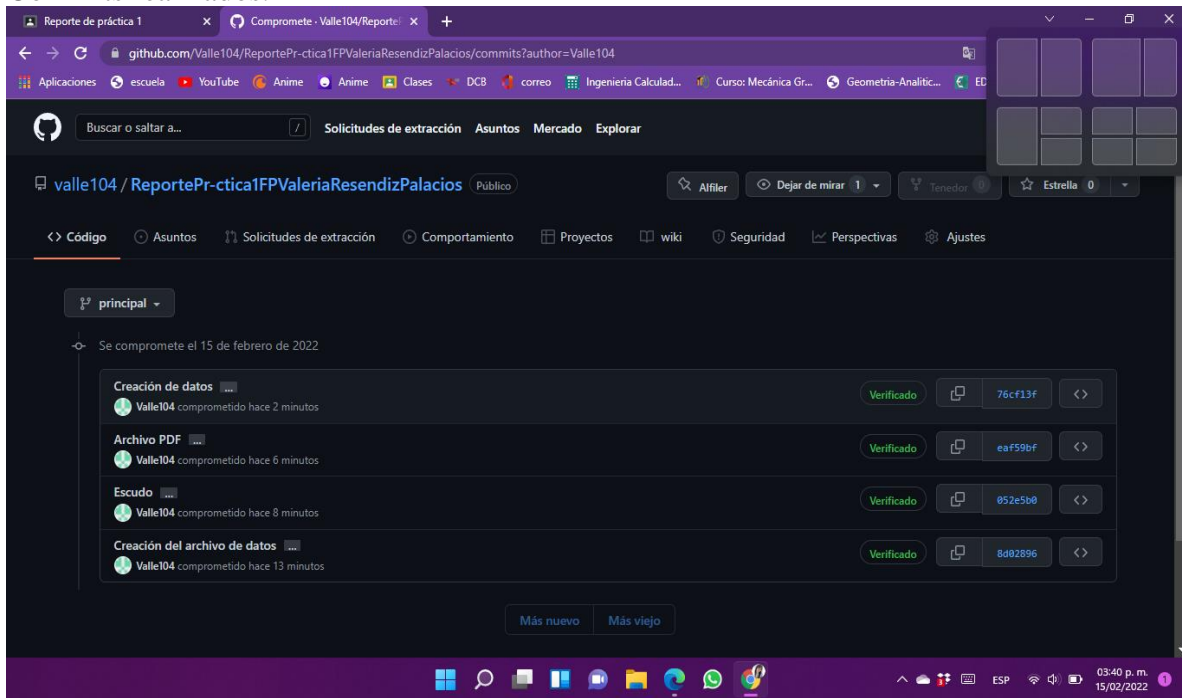 Reporte de práctica 1
Compromete · Valle104/Reporte
github.com/Valle104/ReportePr-ctica1FPValeriaResendizPalacios/commits?author=Valle104
Aplicaciones escuela YouTube Anime Anime Clases DCB correo Ingenieria Calculad... Curso: Mecánica Gr... Geometria-Analitic... ED
Buscar o saltar a... / Solicitudes de extracción Asuntos Mercado Explorar
valle104 / ReportePr-ctica1FPValeriaResendizPalacios Público Alfiler Dejar de mirar 1 Tenedor 0 Estrella 0
<> Código Asuntos Solicitudes de extracción Comportamiento Proyectos wiki Seguridad Perspectivas Ajustes
principal
Se compromete el 15 de febrero de 2022
Creación de datos ...
Valle104 comprometido hace 2 minutos
Verificado 76cf13f <>
Archivo PDF ...
Valle104 comprometido hace 6 minutos
Verificado eaf59bf <>
Escudo ...
Valle104 comprometido hace 8 minutos
Verificado 052e5b0 <>
Creación del archivo de datos ...
Valle104 comprometido hace 13 minutos
Verificado 8d02896 <>
Más nuevo Más viejo
ESP
03:40 p. m.
15/02/2022
1